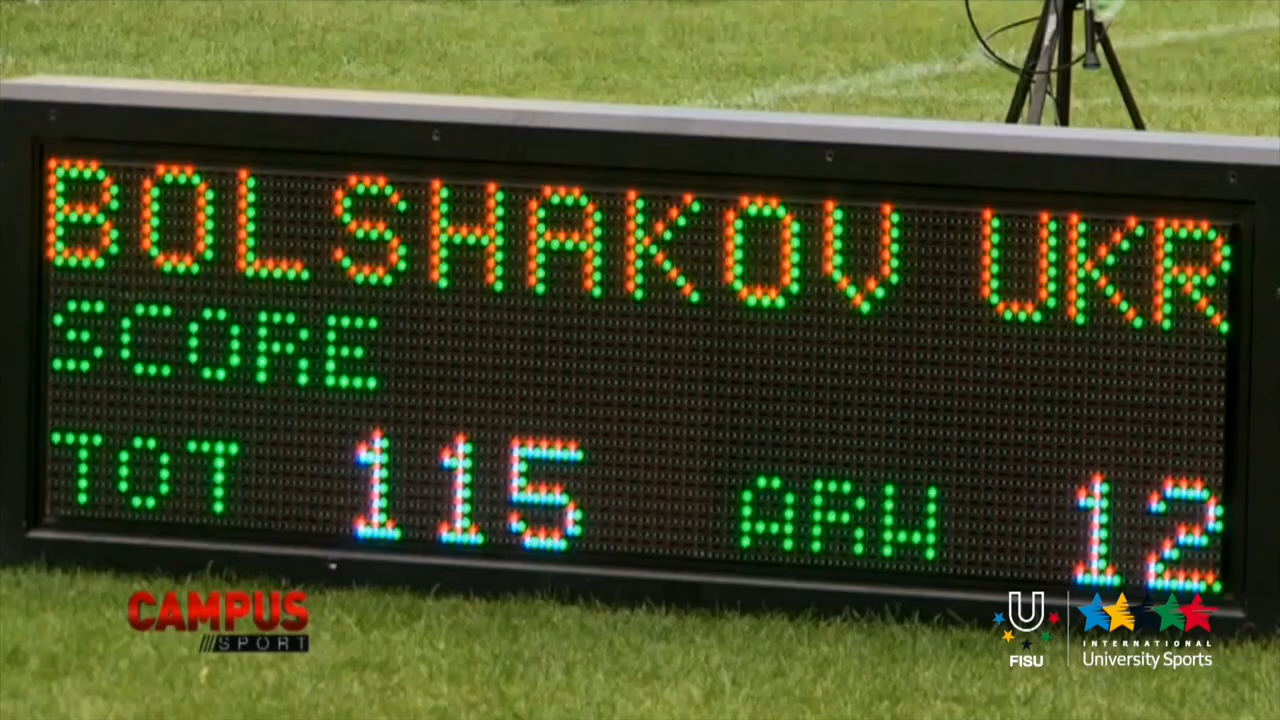 BOLSHAKOV UKR
SCORE
TOT 115 ARW 12
CAMPUS
///SPORT
U
FISU
INTERNATIONAL
University Sports